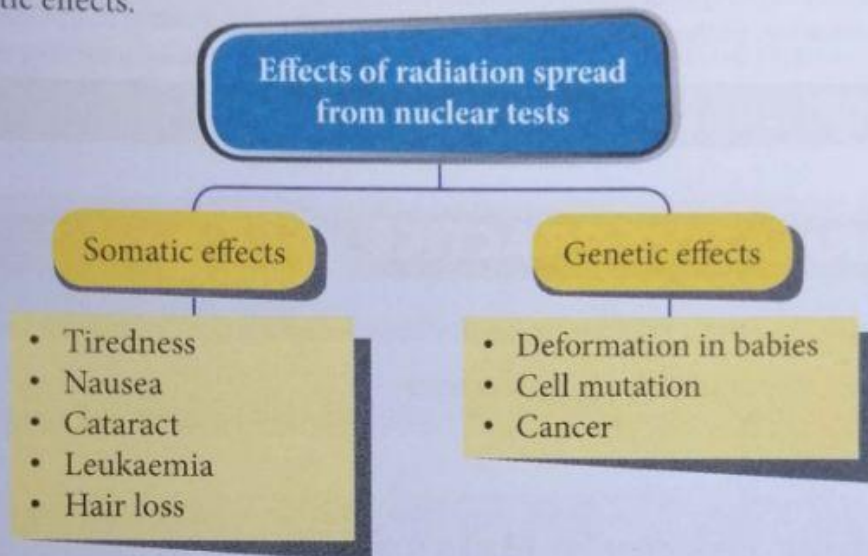 effects.
Effects of radiation spread
from nuclear tests
Somatic effects
• Tiredness
• Nausea
• Cataract
• Leukaemia
• Hair loss
Genetic effects
• Deformation in babies
• Cell mutation
• Cancer